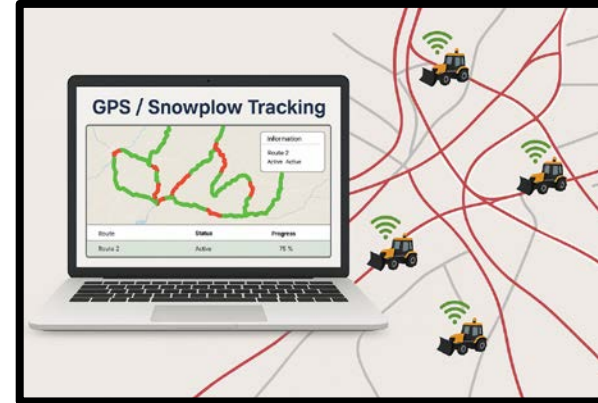 GPS / Snowplow Tracking
Information
Route 2
Active Active
Route Status Progress
Route 2 Active 75 %